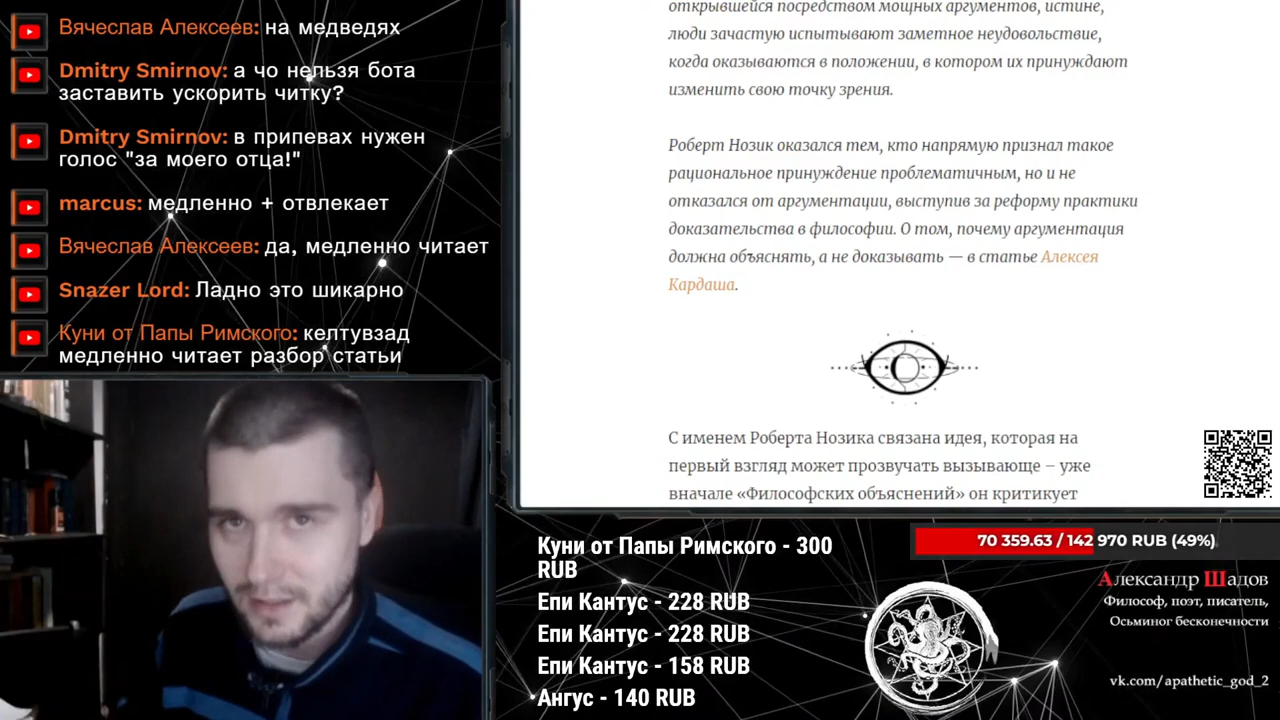 Вячеслав Алексеев: на медведях
Dmitry Smirnov: а чо нельзя бота
заставить ускорить читку?
Dmitry Smirnov: в припевах нужен
голос "за моего отца!"
marcus: медленно + отвлекает
Вячеслав Алексеев: да, медленно читает
Snazer Lord: Ладно это шикарно
Куни от Папы Римского: келтувзад
медленно читает разбор статьи
открывшейся посредством мощных аргументов, истине,
люди зачастую испытывают заметное неудовольствие,
когда оказываются в положении, в котором их принуждают
изменить свою точку зрения.
Роберт Нозик оказался тем, кто напрямую признал такое
рациональное принуждение проблематичным, но и не
отказался от аргументации, выступив за реформу практики
доказательства в философии. О том, почему аргументация
должна объяснять, а не доказывать — в статье Алексея
Кардаша.
С именем Роберта Нозика связана идея, которая на
первый взгляд может прозвучать вызывающе – уже
вначале «Философских объяснений» он критикует
Куни от Папы Римского - 300
RUB
Епи Кантус - 228 RUB
Епи Кантус - 228 RUB
Епи Кантус - 158 RUB
Ангус - 140 RUB
70 359.63 / 142 970 RUB (49%)
Александр Шадов
Философ, поэт, писатель,
Осьминог бесконечности
vk.com/apathetic_god_2